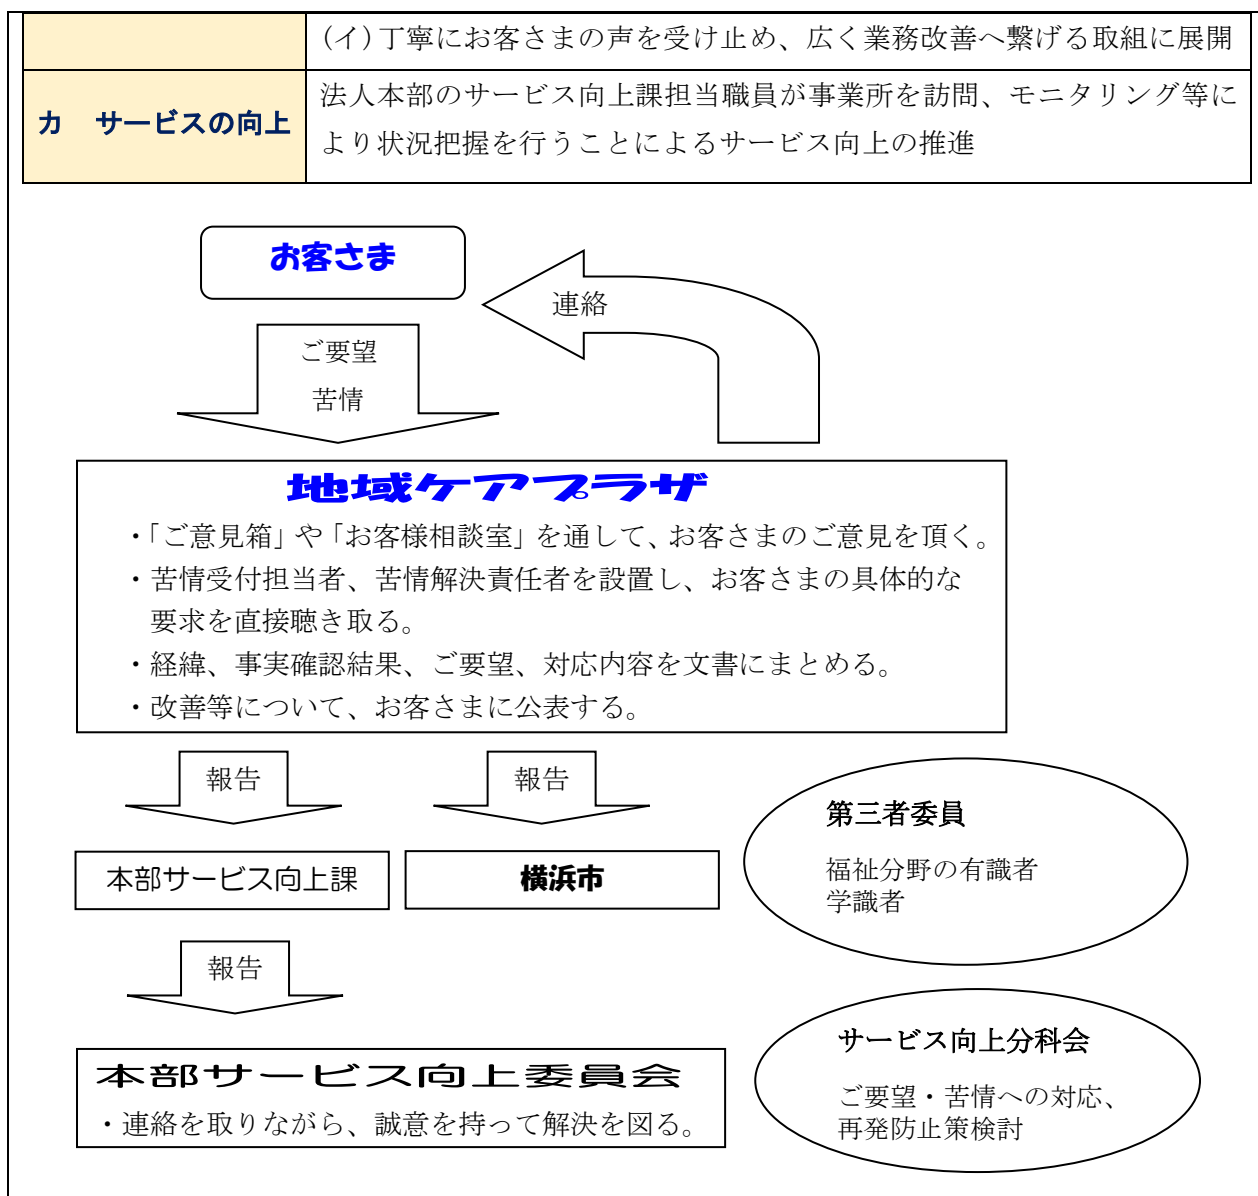 (イ)丁寧にお客さまの声を受け止め、広く業務改善へ繋げる取組に展開
カ　サービスの向上
法人本部のサービス向上課担当職員が事業所を訪問、モニタリング等に
より状況把握を行うことによるサービス向上の推進
お客さま
連絡
ご要望
苦情
地域ケアプラザ
・「ご意見箱」や「お客様相談室」を通して、お客さまのご意見を頂く。
・苦情受付担当者、苦情解決責任者を設置し、お客さまの具体的な
要求を直接聴き取る。
・経緯、事実確認結果、ご要望、対応内容を文書にまとめる。
・改善等について、お客さまに公表する。
報告
報告
本部サービス向上課
横浜市
第三者委員
福祉分野の有識者
学識者
報告
本部サービス向上委員会
・連絡を取りながら、誠意を持って解決を図る。
サービス向上分科会
ご要望・苦情への対応、
再発防止策検討